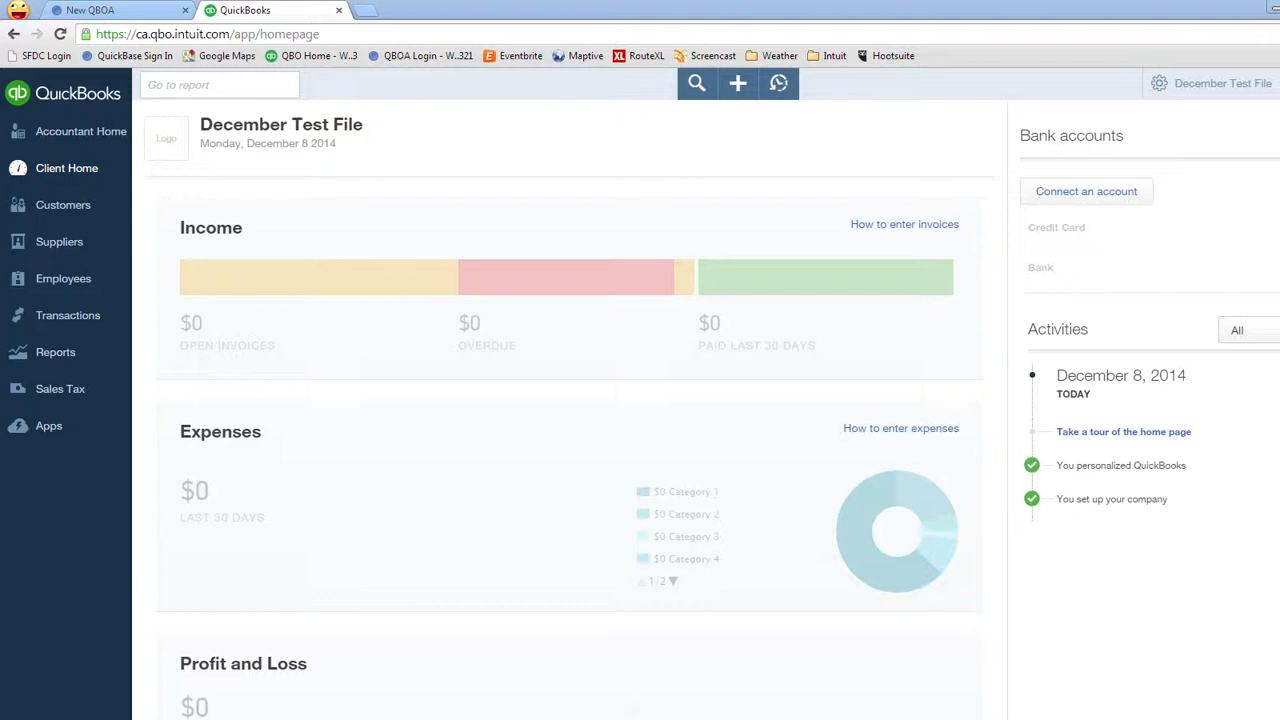 New QBOA
QuickBooks
https://ca.qbo.intuit.com/app/homepage
SFDC Login QuickBase Sign In Google Maps QBO Home - W..3 QBOA Login - W..321 Eventbrite Maptive RouteXL Screencast Weather Intuit Hootsuite
qb QuickBooks
Go to report
December Test File
Accountant Home
Client Home
Customers
Suppliers
Employees
Transactions
Reports
Sales Tax
Apps
Logo
December Test File
Monday, December 8 2014
Income
How to enter invoices
$0
OPEN INVOICES
$0
OVERDUE
$0
PAID LAST 30 DAYS
Expenses
How to enter expenses
$0
LAST 30 DAYS
$0 Category 1
$0 Category 2
$0 Category 3
$0 Category 4
1/2
Profit and Loss
$0
Bank accounts
Connect an account
Credit Card
Bank
Activities
All
December 8, 2014
TODAY
Take a tour of the home page
You personalized QuickBooks
You set up your company